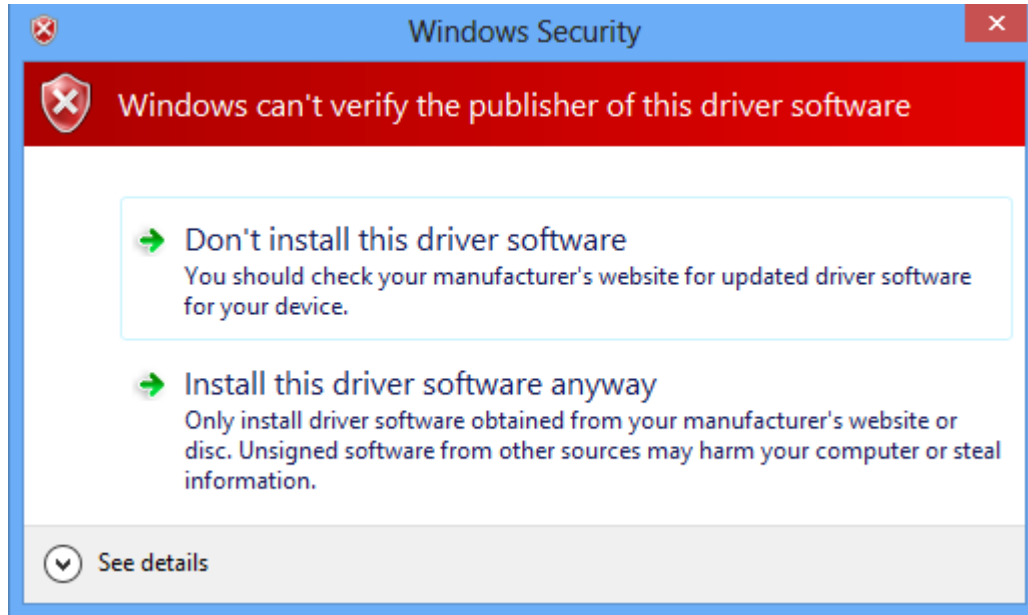 Windows Security
Windows can't verify the publisher of this driver software
Don't install this driver software
You should check your manufacturer's website for updated driver software
for your device.
Install this driver software anyway
Only install driver software obtained from your manufacturer's website or
disc. Unsigned software from other sources may harm your computer or steal
information.
See details